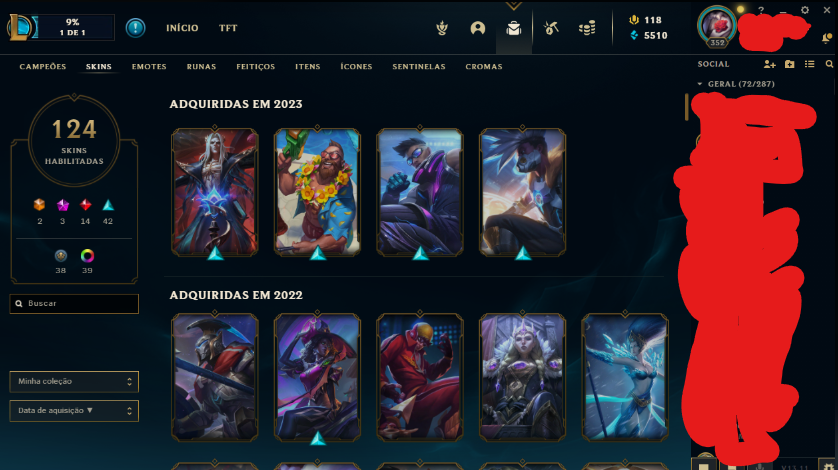 9%
1 DE 1
INÍCIO
TFT
118
5510
352
CAMPEÕES
SKINS
EMOTES
RUNAS
FEITIÇOS
ITENS
ÍCONES
SENTINELAS
CROMAS
SOCIAL
GERAL (72/287)
124
SKINS
HABILITADAS
2
3
14
42
38
39
Buscar
Minha coleção
Data de aquisição ▼
ADQUIRIDAS EM 2023
ADQUIRIDAS EM 2022